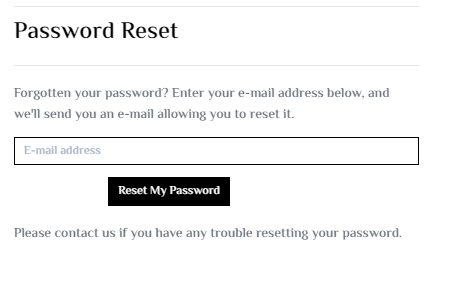 Password Reset
Forgotten your password? Enter your e-mail address below, and
we'll send you an e-mail allowing you to reset it.
E-mail address
Reset My Password
Please contact us if you have any trouble resetting your password.